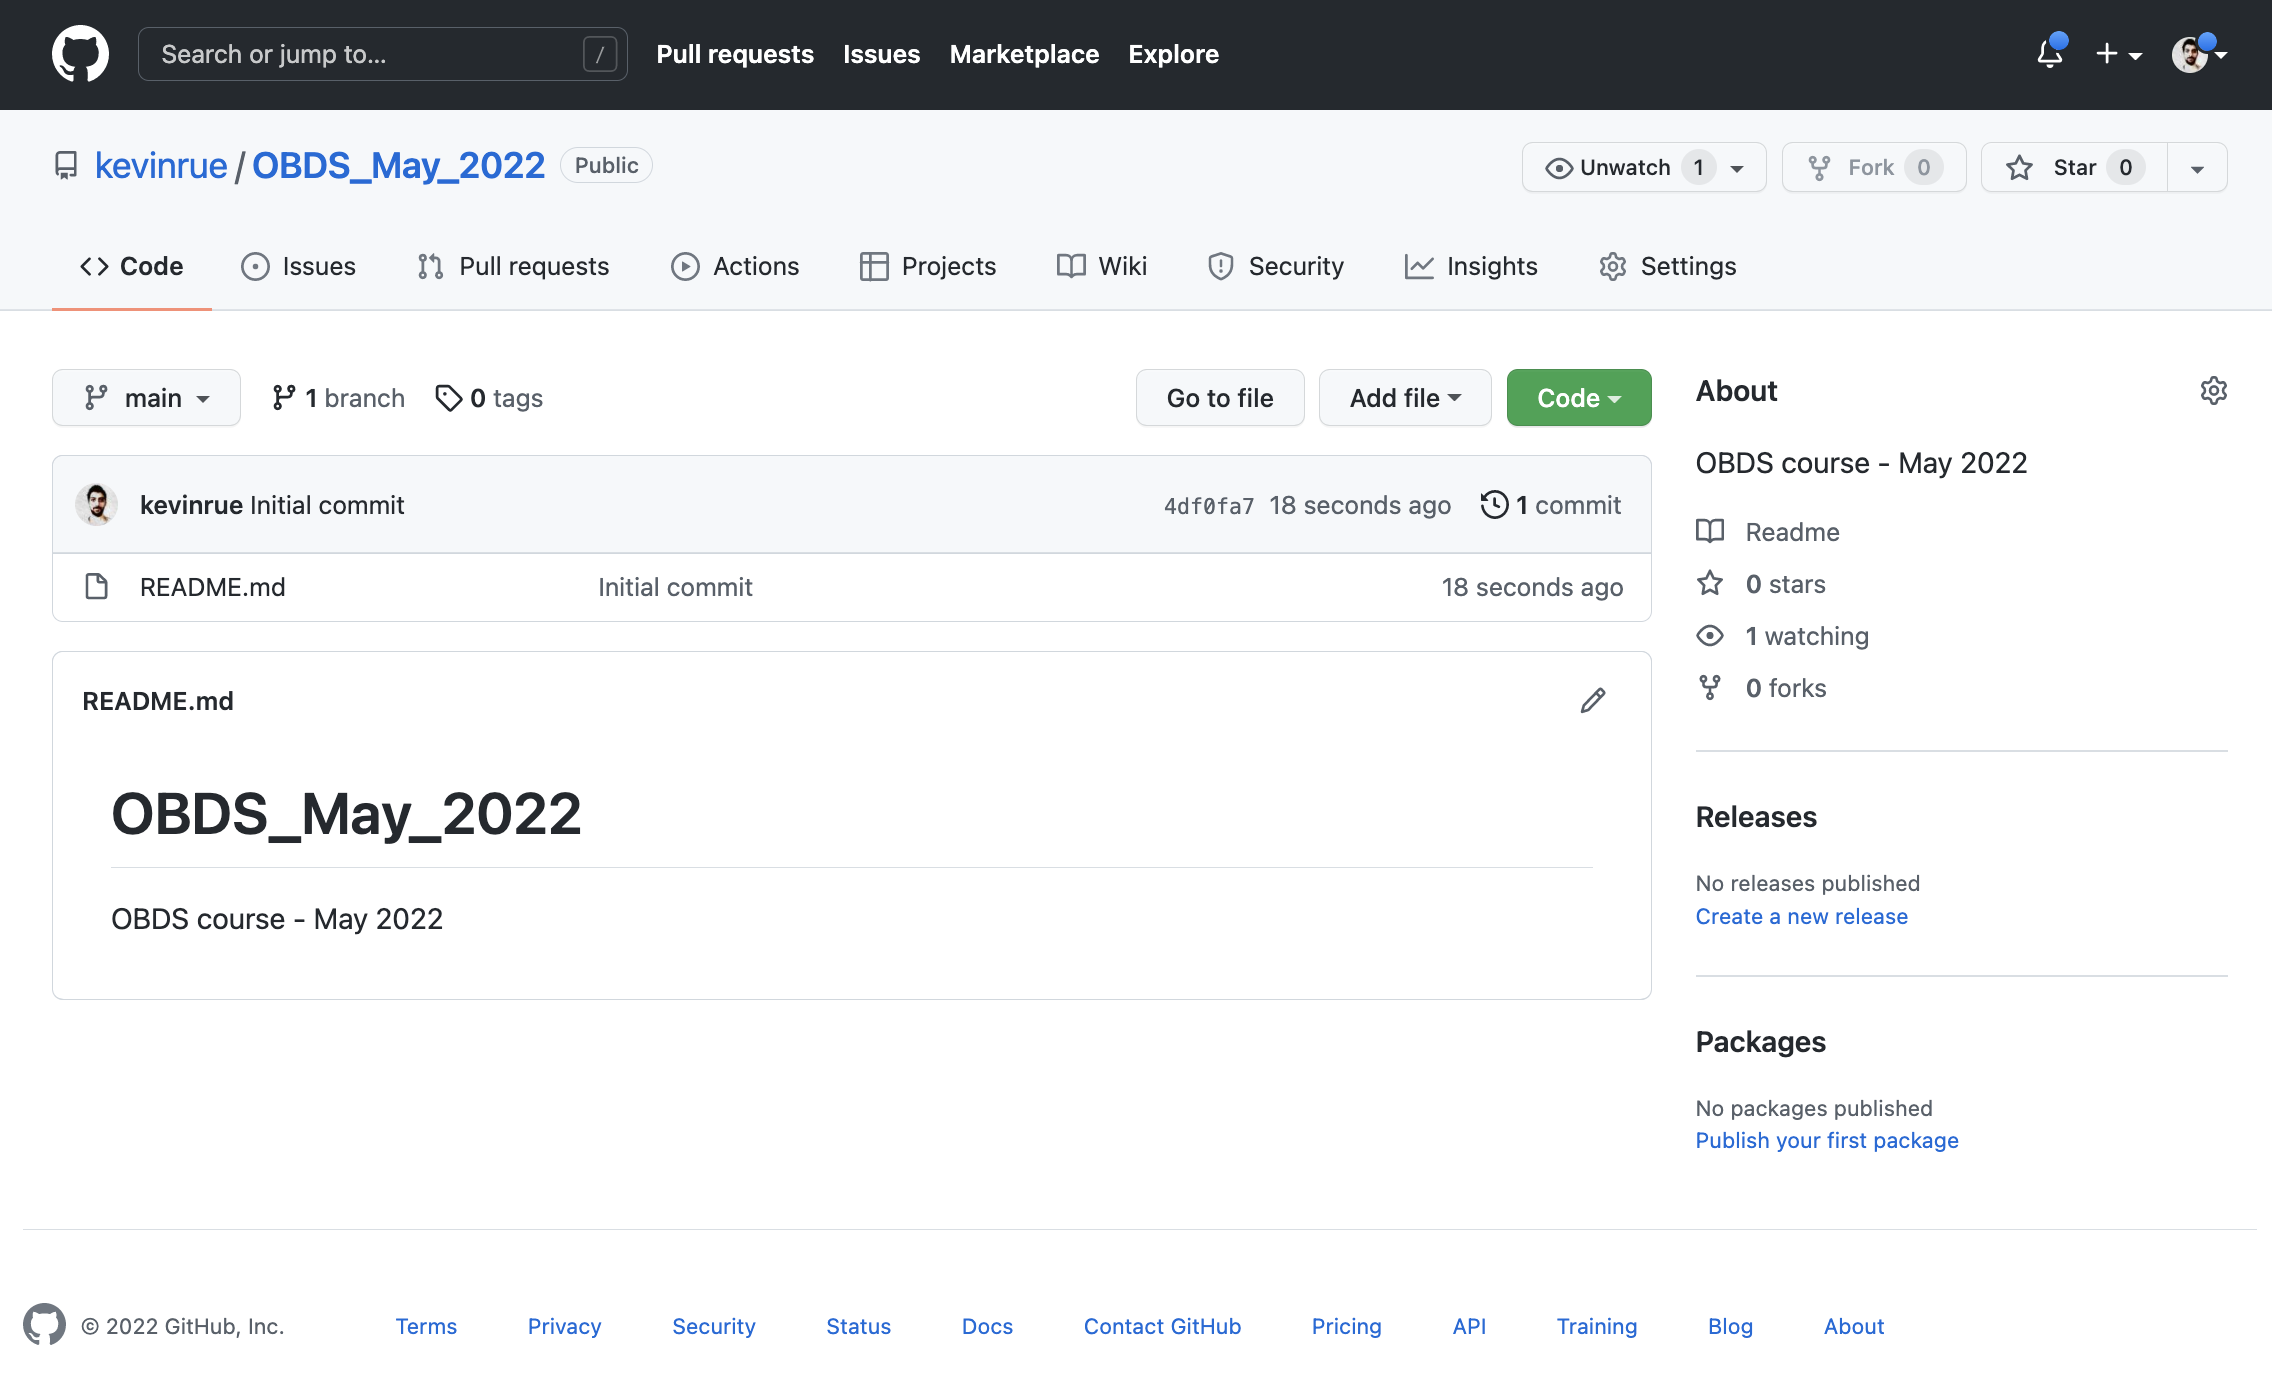 Search or jump to... / Pull requests Issues Marketplace Explore
kevinrue / OBDS_May_2022 Public Unwatch 1 Fork 0 Star 0
Code Issues Pull requests Actions Projects Wiki Security Insights Settings
main 1 branch 0 tags Go to file Add file Code
kevinrue Initial commit 4df0fa7 18 seconds ago 1 commit
README.md Initial commit 18 seconds ago
README.md
OBDS_May_2022
OBDS course - May 2022
About
OBDS course - May 2022
Readme
0 stars
1 watching
0 forks
Releases
No releases published
Create a new release
Packages
No packages published
Publish your first package
© 2022 GitHub, Inc. Terms Privacy Security Status Docs Contact GitHub Pricing API Training Blog About